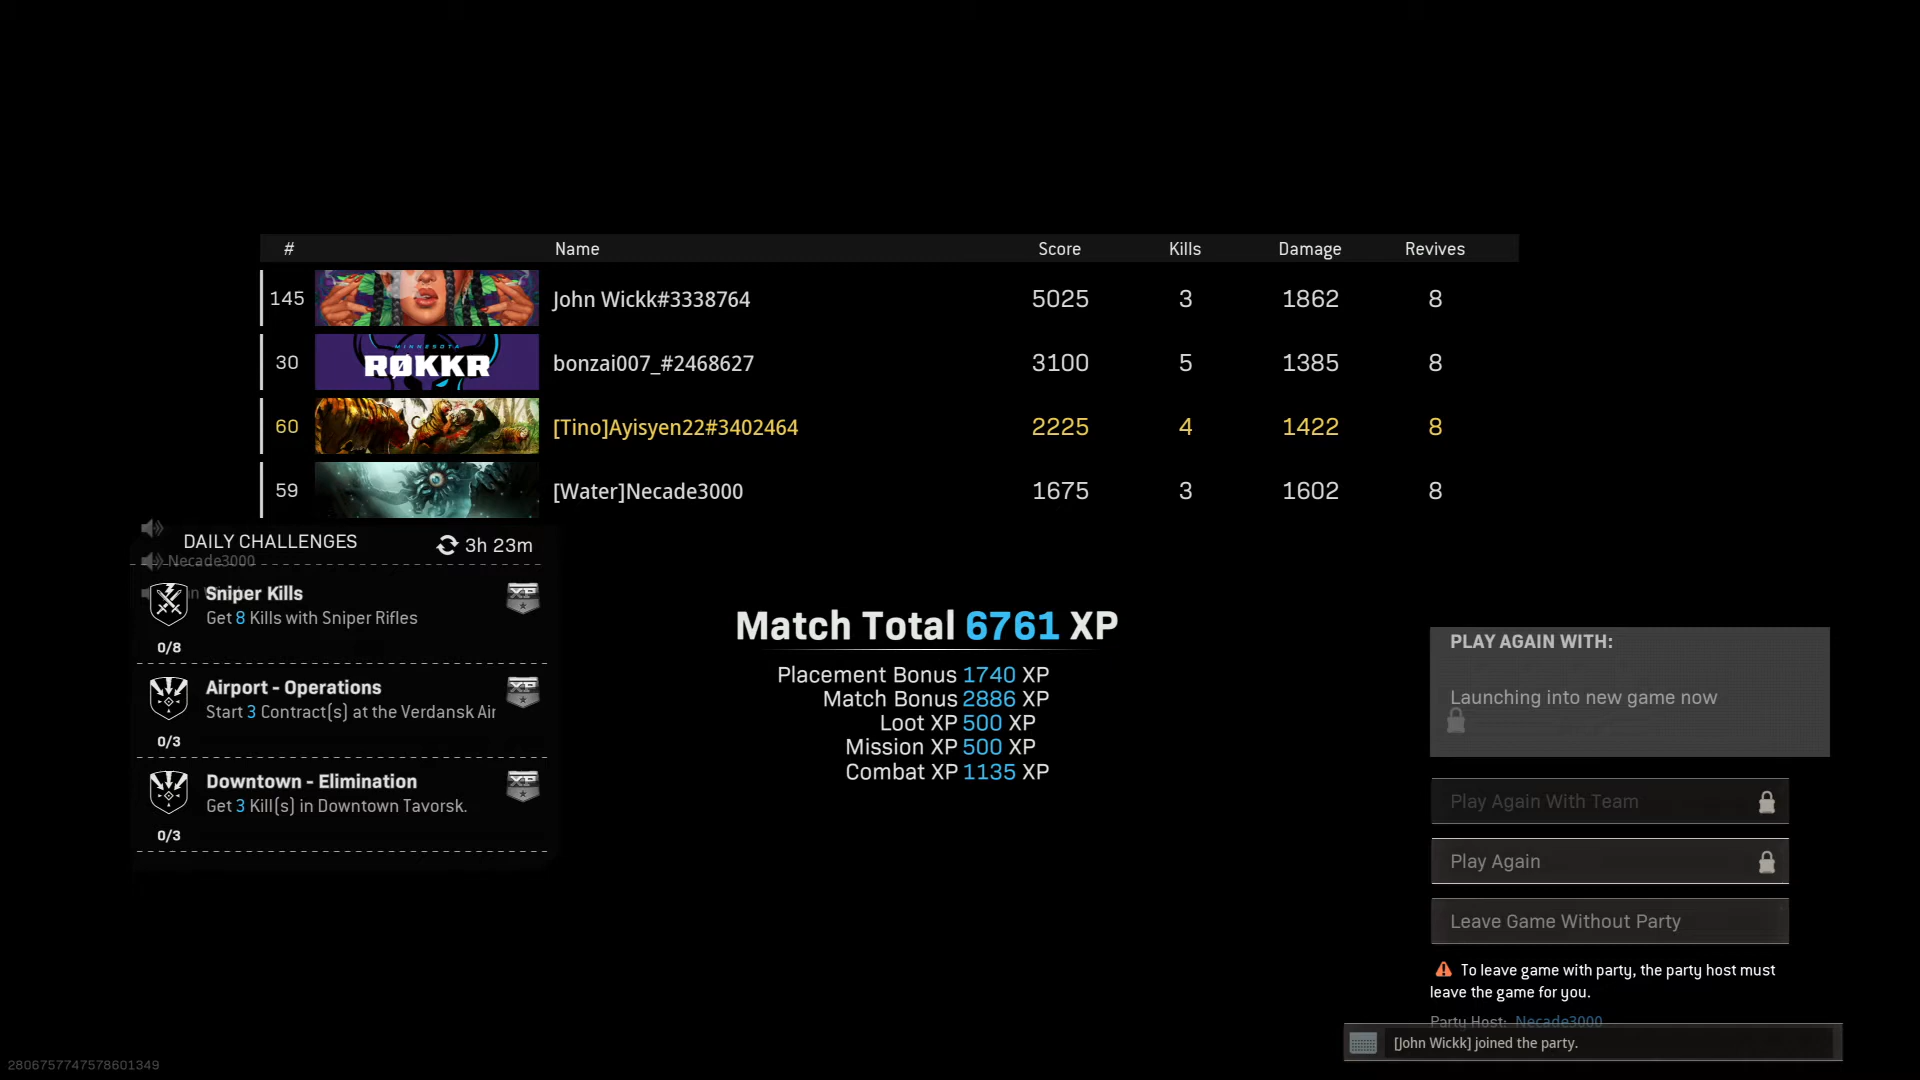 # Name Score Kills Damage Revives
145 John Wickk#3338764 5025 3 1862 8
MINNESOTA
RØKKR
30 bonzai007_#2468627 3100 5 1385 8
60 [Tino]Ayisyen22#3402464 2225 4 1422 8
59 [Water]Necade3000 1675 3 1602 8
DAILY CHALLENGES 3h 23m
Necade3000
Sniper Kills XP
Get 8 Kills with Sniper Rifles
0/8
Airport - Operations XP
Start 3 Contract(s) at the Verdansk Air
0/3
Downtown - Elimination XP
Get 3 Kill(s) in Downtown Tavorsk.
0/3
Match Total 6761 XP
Placement Bonus 1740 XP
Match Bonus 2886 XP
Loot XP 500 XP
Mission XP 500 XP
Combat XP 1135 XP
PLAY AGAIN WITH:
Launching into new game now
Play Again With Team
Play Again
Leave Game Without Party
To leave game with party, the party host must
leave the game for you.
Party Host: Necade3000
[John Wickk] joined the party.
2806757747578601349